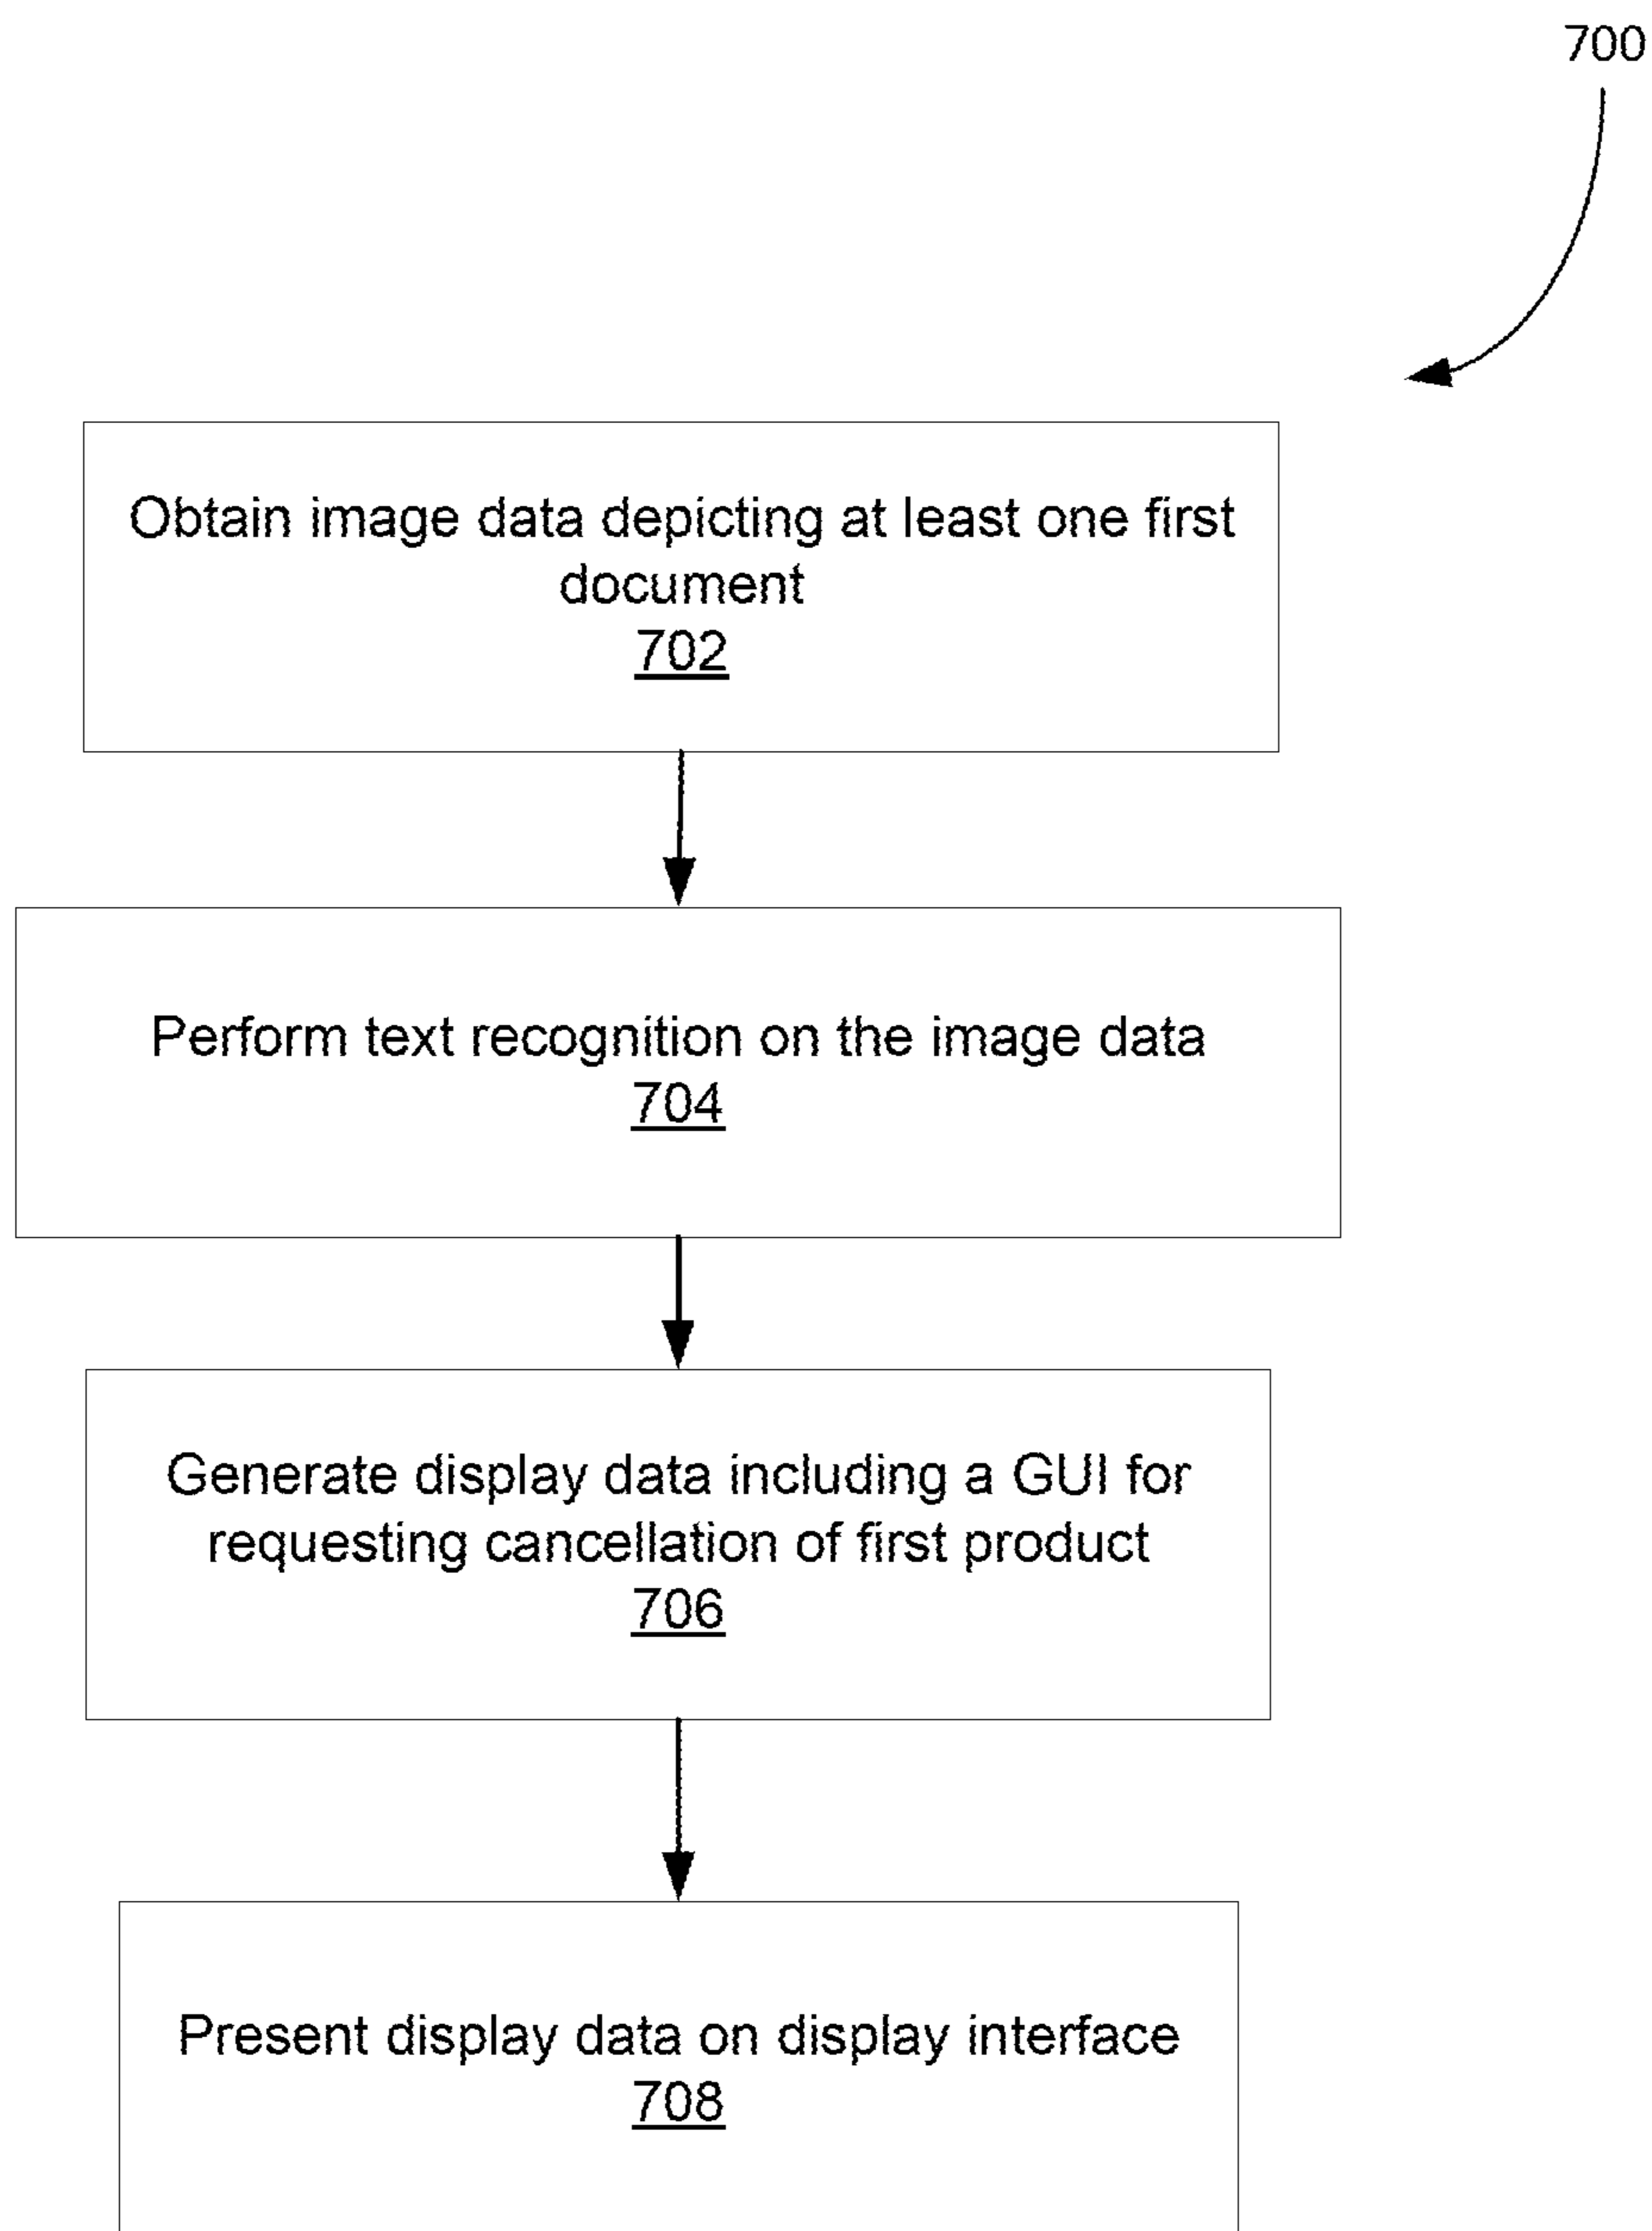 700
Obtain image data depicting at least one first
document
702
Perform text recognition on the image data
704
Generate display data including a GUI for
requesting cancellation of first product
706
Present display data on display interface
708